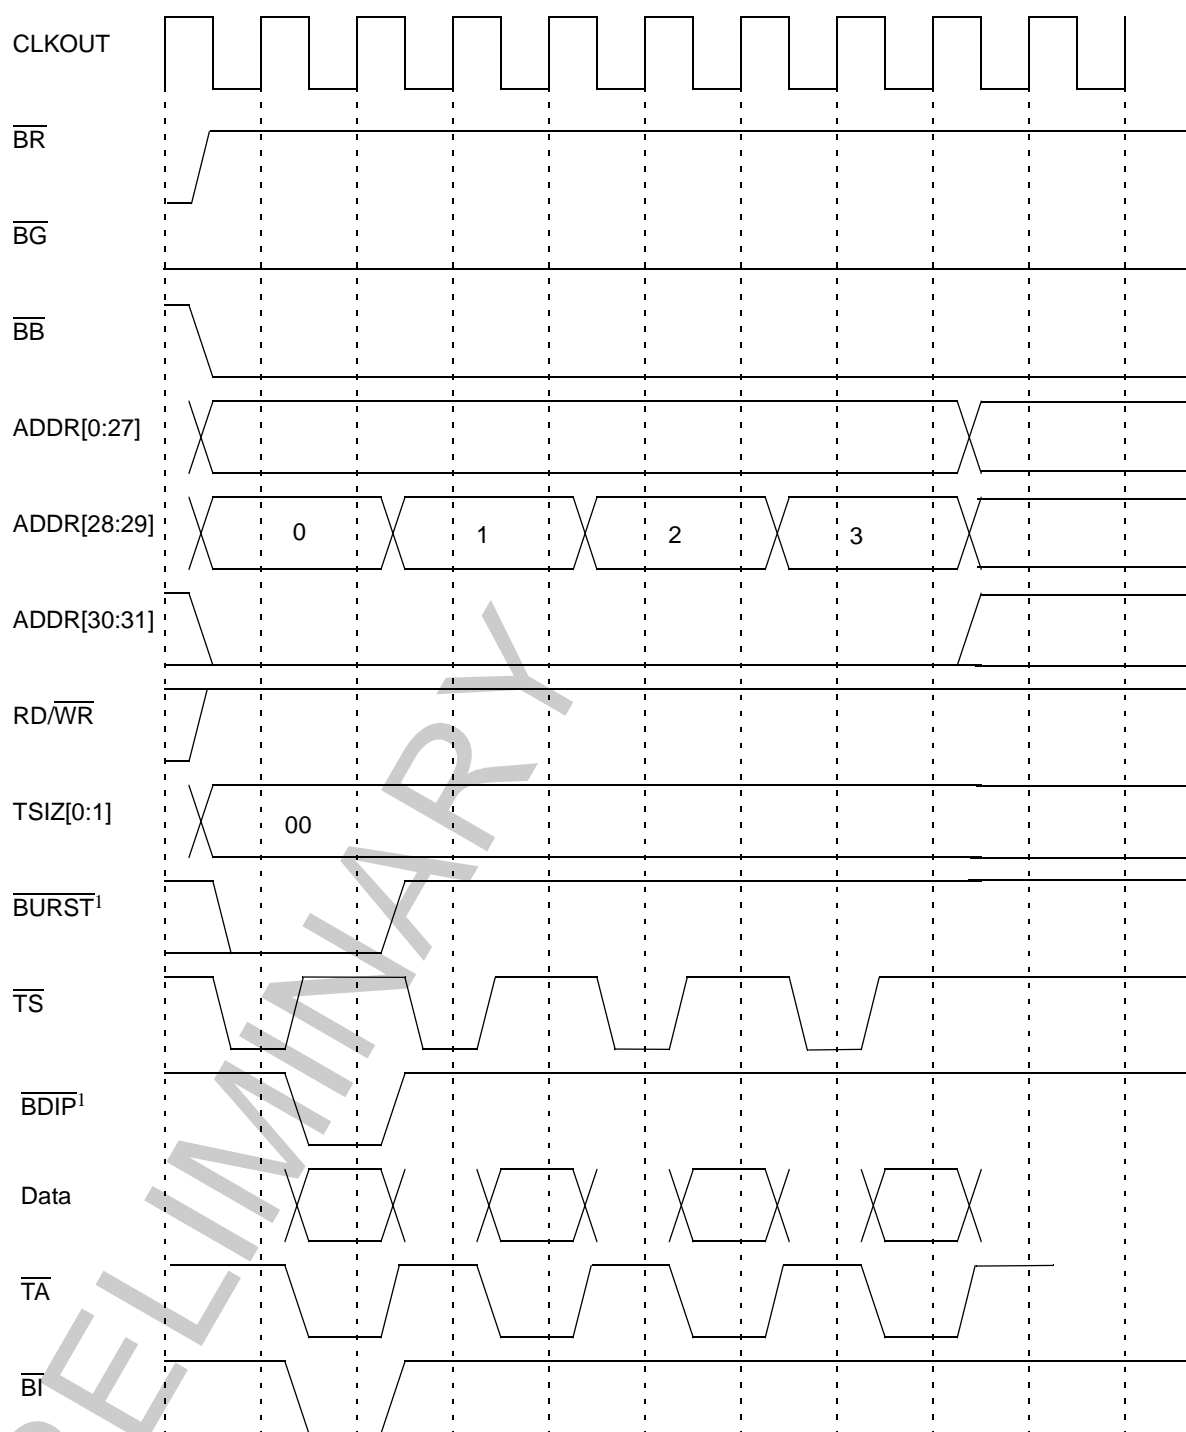 CLKOUT
BR
BG
BB
ADDR[0:27]
ADDR[28:29]
0 1 2 3
ADDR[30:31]
RD/WR
TSIZ[0:1]
00
BURST1
TS
BDIP1
Data
TA
BI
RELIMINARY